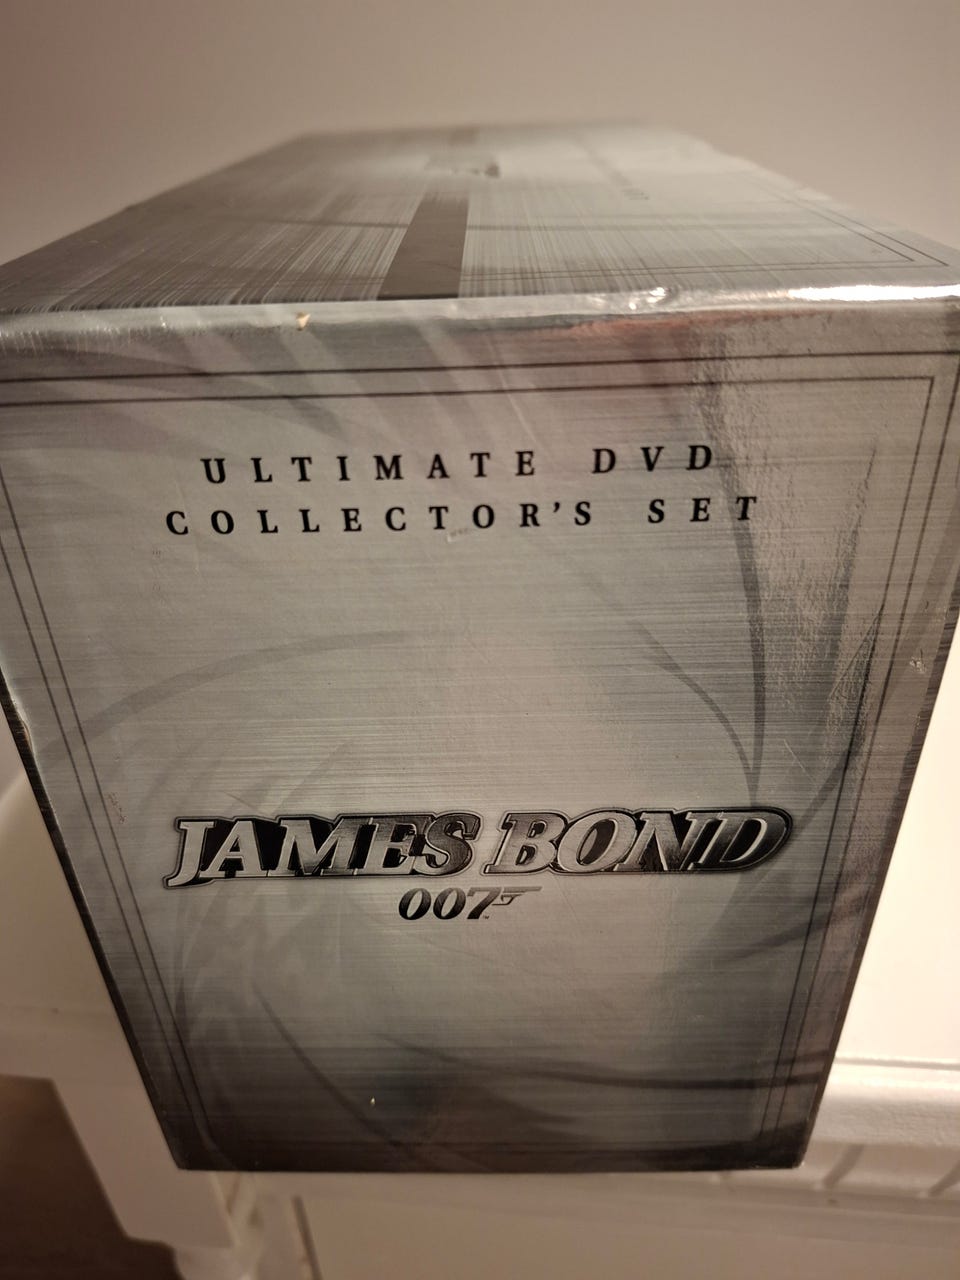 ULTIMATE DVD
COLLECTOR'S SET
JAMES BOND
007